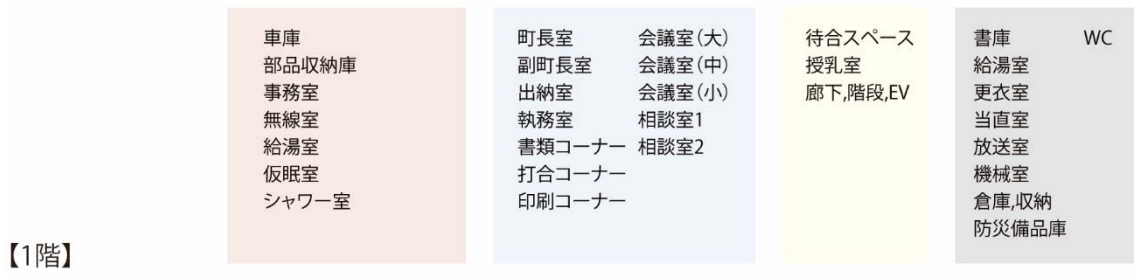 車庫
部品収納庫
事務室
無線室
給湯室
仮眠室
シャワー室
町長室 会議室(大)
副町長室 会議室(中)
出納室 会議室(小)
執務室 相談室1
書類コーナー 相談室2
打合コーナー
印刷コーナー
待合スペース
授乳室
廊下,階段,EV
書庫 WC
給湯室
更衣室
当直室
放送室
機械室
倉庫,収納
防災備品庫
【1階】